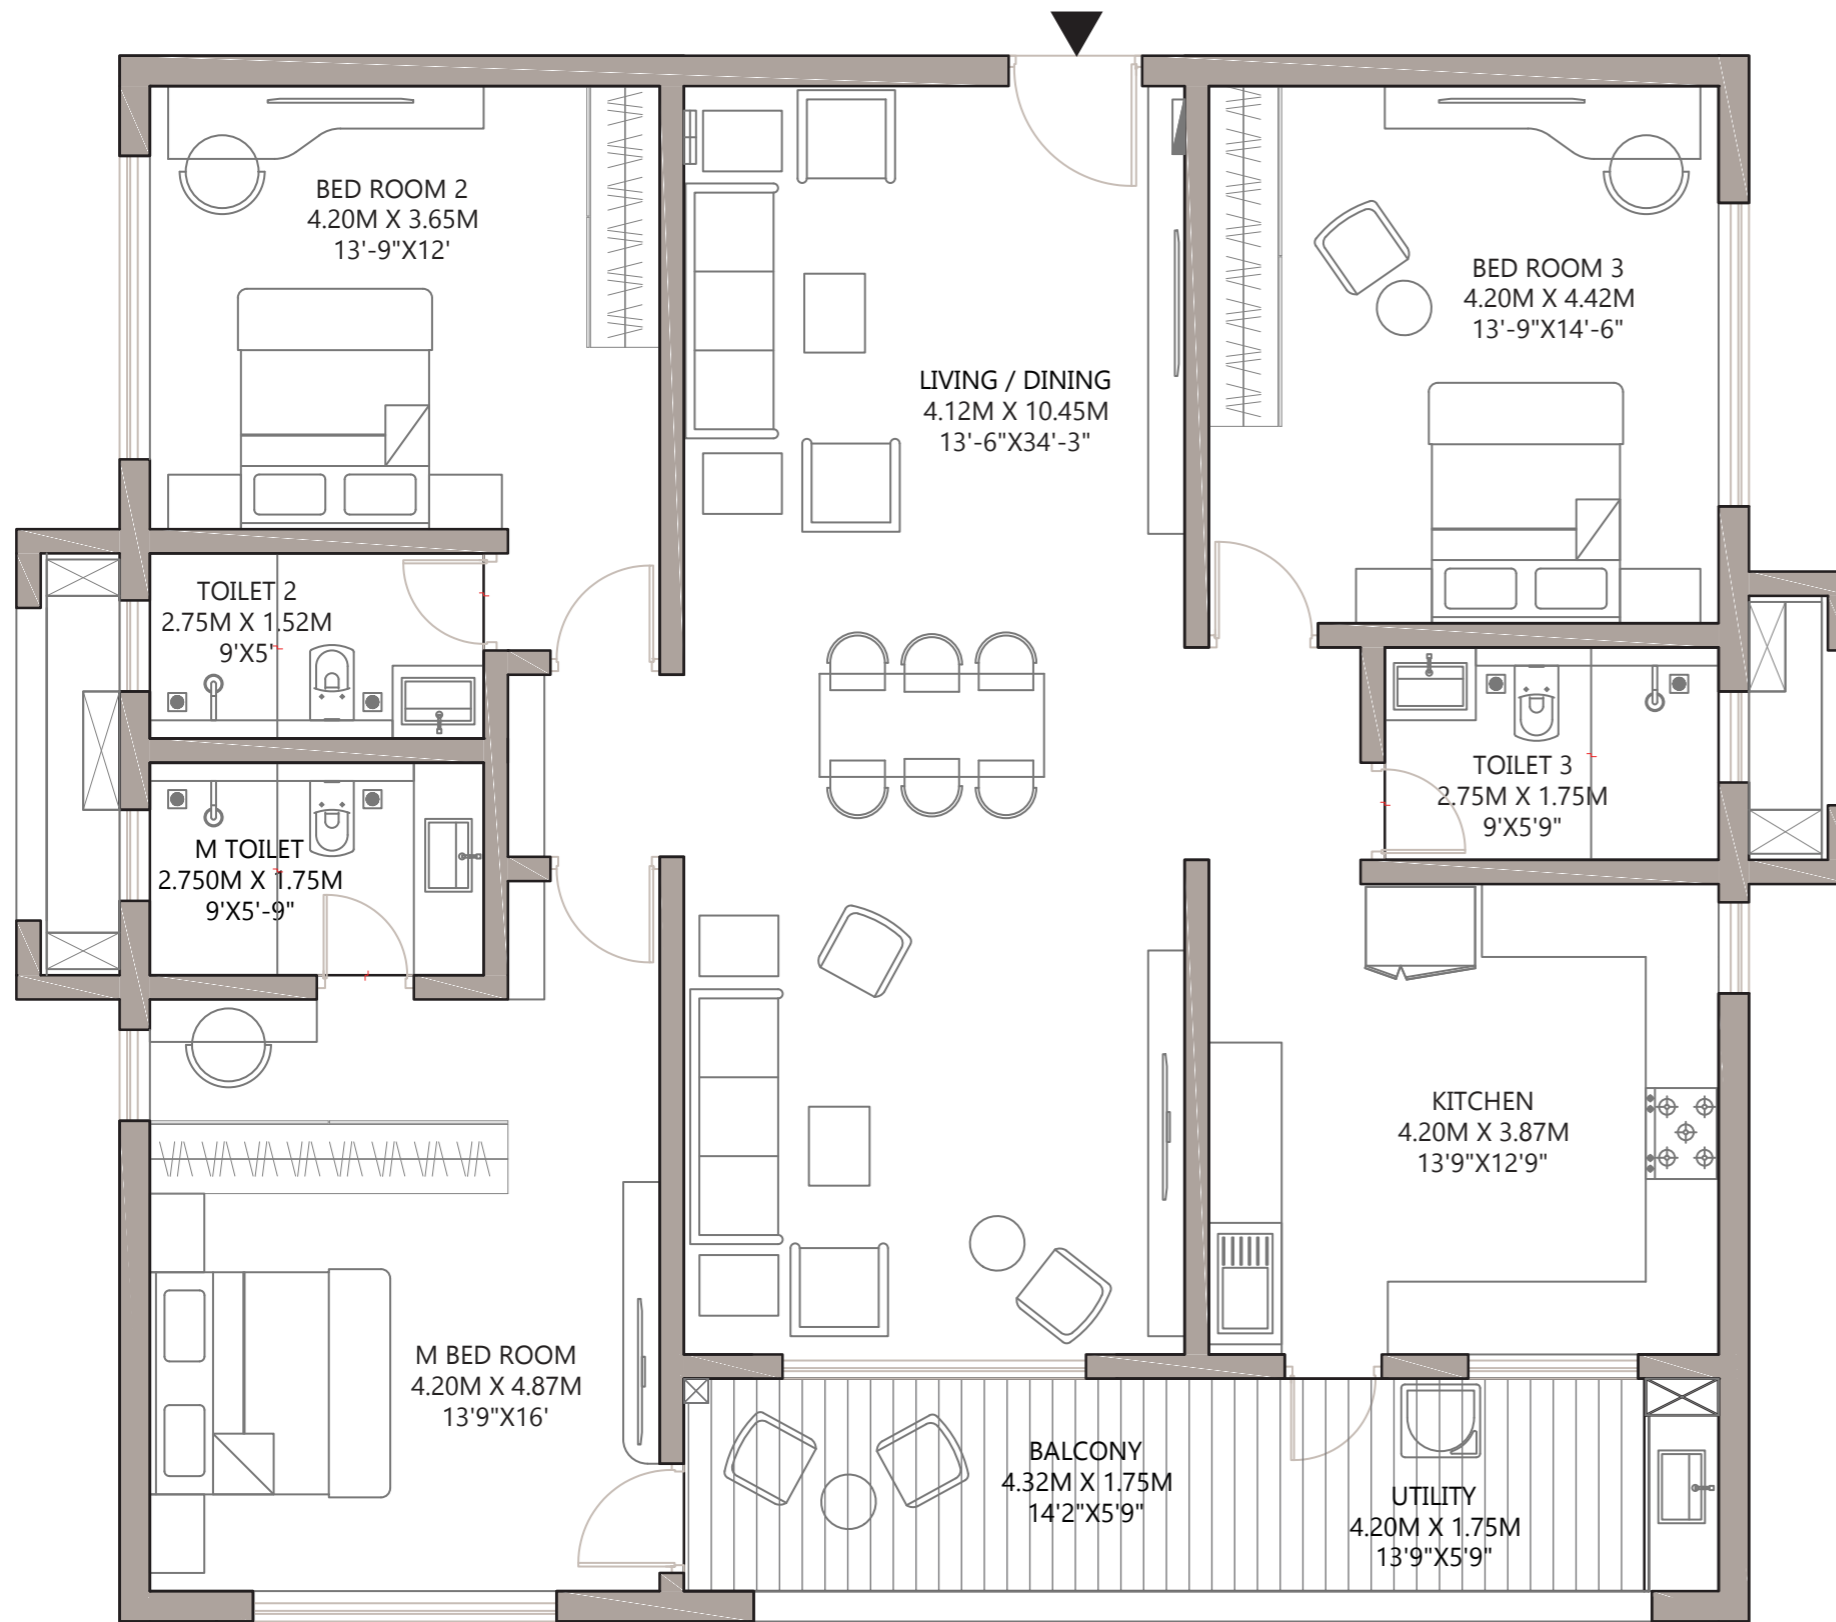 BED ROOM 2
4.20M X 3.65M
13'-9"X12'
BED ROOM 3
4.20M X 4.42M
13'-9"X14'-6"
LIVING / DINING
4.12M X 10.45M
13'-6"X34'-3"
TOILET 2
2.75M X 1.52M
9'X5'
TOILET 3
2.75M X 1.75M
9'X5'9"
M TOILET
2.750M X 1.75M
9'X5'-9"
KITCHEN
4.20M X 3.87M
13'9"X12'9"
M BED ROOM
4.20M X 4.87M
13'9"X16'
BALCONY
4.32M X 1.75M
14'2"X5'9"
UTILITY
4.20M X 1.75M
13'9"X5'9"